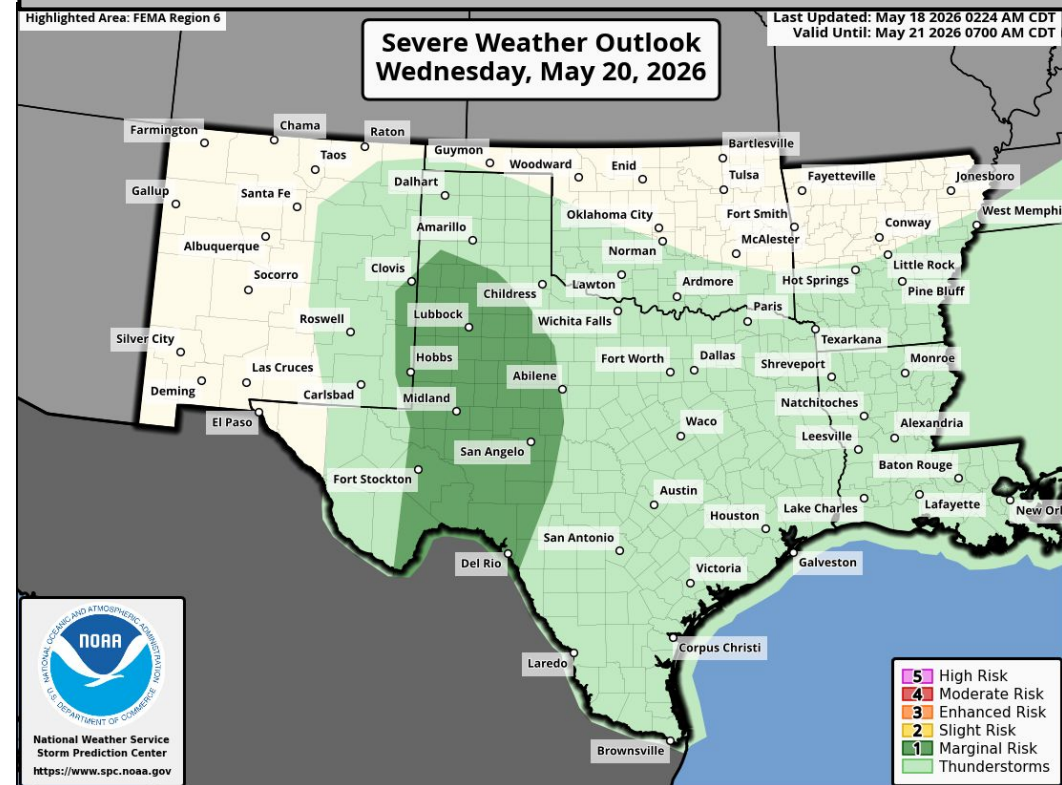 Highlighted Area: FEMA Region 6
Last Updated: May 18 2026 0224 AM CDT
Valid Until: May 21 2026 0700 AM CDT
Severe Weather Outlook
Wednesday, May 20, 2026
Farmington
Chama
Raton
Taos
Guymon
Woodward
Enid
Bartlesville
Tulsa
Fayetteville
Jonesboro
Gallup
Santa Fe
Dalhart
Oklahoma City
Fort Smith
Conway
West Memphi
Albuquerque
Amarillo
Norman
McAlester
Socorro
Clovis
Childress
Lawton
Ardmore
Hot Springs
Little Rock
Pine Bluff
Roswell
Lubbock
Wichita Falls
Paris
Texarkana
Silver City
Las Cruces
Hobbs
Fort Worth
Dallas
Shreveport
Monroe
Deming
Carlsbad
Midland
Abilene
Natchitoches
El Paso
San Angelo
Waco
Leesville
Alexandria
Fort Stockton
Baton Rouge
Austin
Houston
Lake Charles
Lafayette
New Orl
San Antonio
Del Rio
Galveston
Victoria
Laredo
Corpus Christi
Brownsville
NATIONAL OCEANIC AND ATMOSPHERIC ADMINISTRATION
NOAA
U.S. DEPARTMENT OF COMMERCE
National Weather Service
Storm Prediction Center
https://www.spc.noaa.gov
5 High Risk
4 Moderate Risk
3 Enhanced Risk
2 Slight Risk
1 Marginal Risk
Thunderstorms